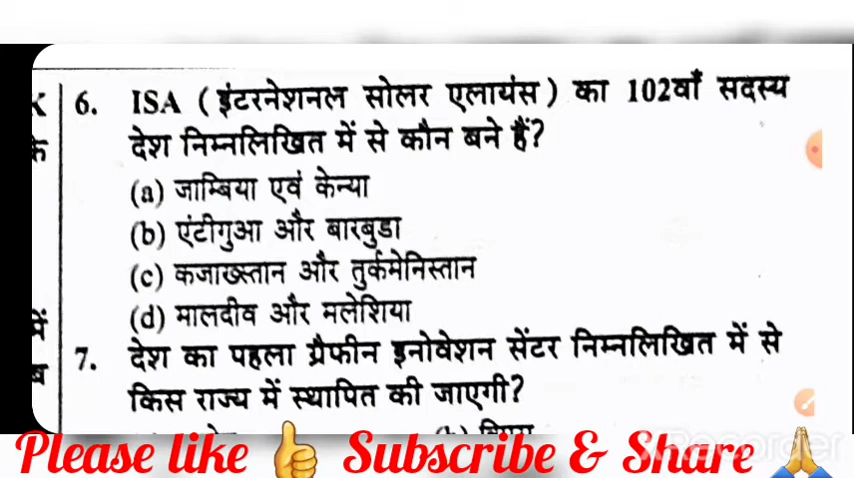 6. ISA (इंटरनेशनल सोलर एलायंस) का 102वाँ सदस्य
देश निम्नलिखित में से कौन बने हैं?
(a) जाम्बिया एवं केन्या
(b) एंटीगुआ और बारबुडा
(c) कजाख्स्तान और तुर्कमेनिस्तान
(d) मालदीव और मलेशिया
में
7. देश का पहला ग्रैफीन इनोवेशन सेंटर निम्नलिखित में से
किस राज्य में स्थापित की जाएगी?
Please like 👍 Subscribe & Share 🙏
XRecorder